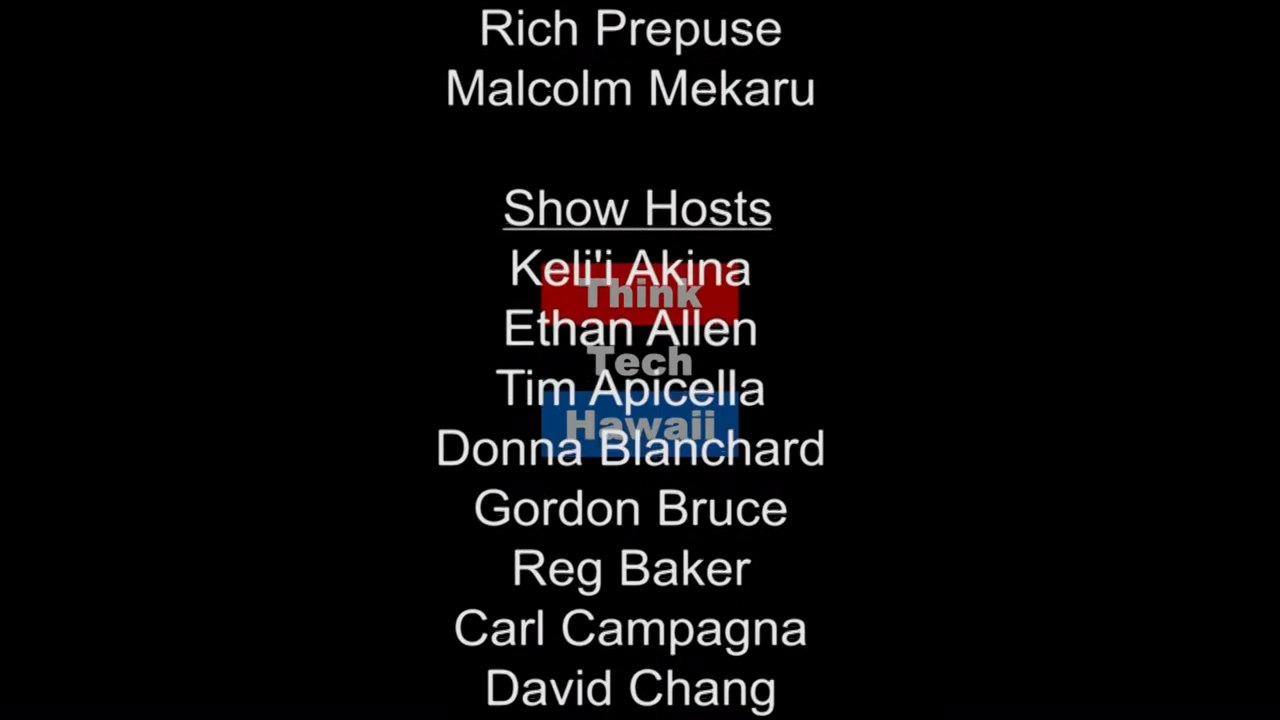 Rich Prepuse
Malcolm Mekaru
Show Hosts
Keli'i Akina
Think
Ethan Allen
Tech
Tim Apicella
Hawaii
Donna Blanchard
Gordon Bruce
Reg Baker
Carl Campagna
David Chang